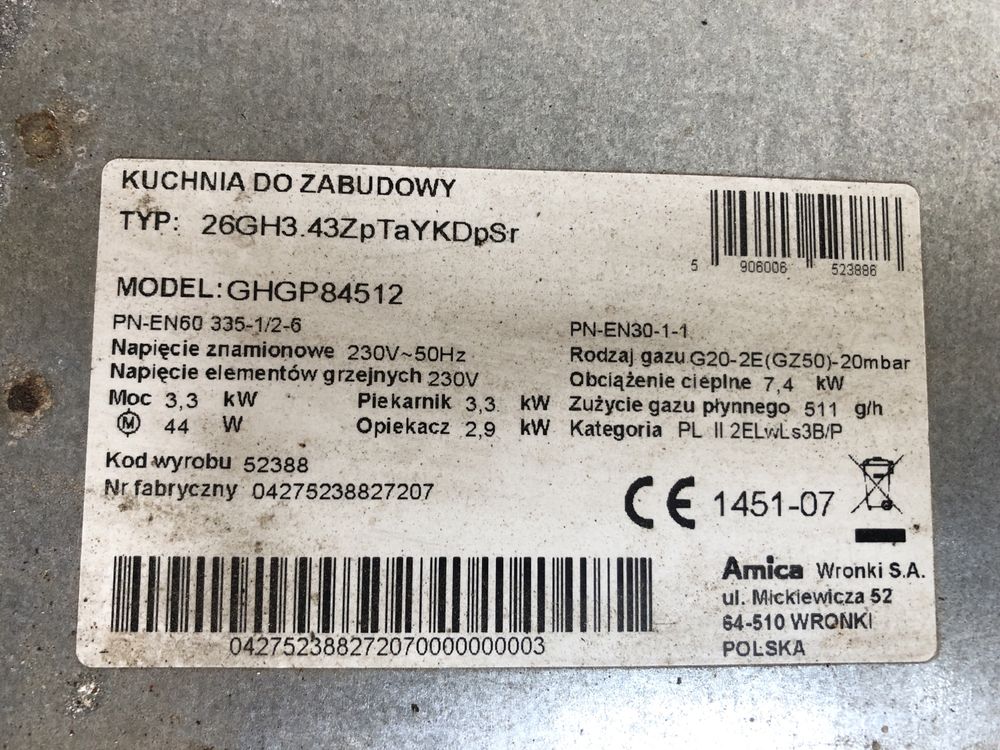 KUCHNIA DO ZABUDOWY
TYP: 26GH3.43ZpTaYKDpSr
5 906006 523886
MODEL: GHGP84512
PN-EN60 335-1/2-6
Napięcie znamionowe 230V~50Hz
Napięcie elementów grzejnych 230V
Moc 3,3 kW Piekarnik 3,3 kW
M 44 W Opiekacz 2,9 kW
PN-EN30-1-1
Rodzaj gazu G20-2E(GZ50)-20mbar
Obciążenie cieplne 7,4 kW
Zużycie gazu płynnego 511 g/h
Kategoria PL II 2ELwLs3B/P
Kod wyrobu 52388
Nr fabryczny 04275238827207
CE 1451-07
042752388272070000000003
Amica Wronki S.A.
ul. Mickiewicza 52
64-510 WRONKI
POLSKA